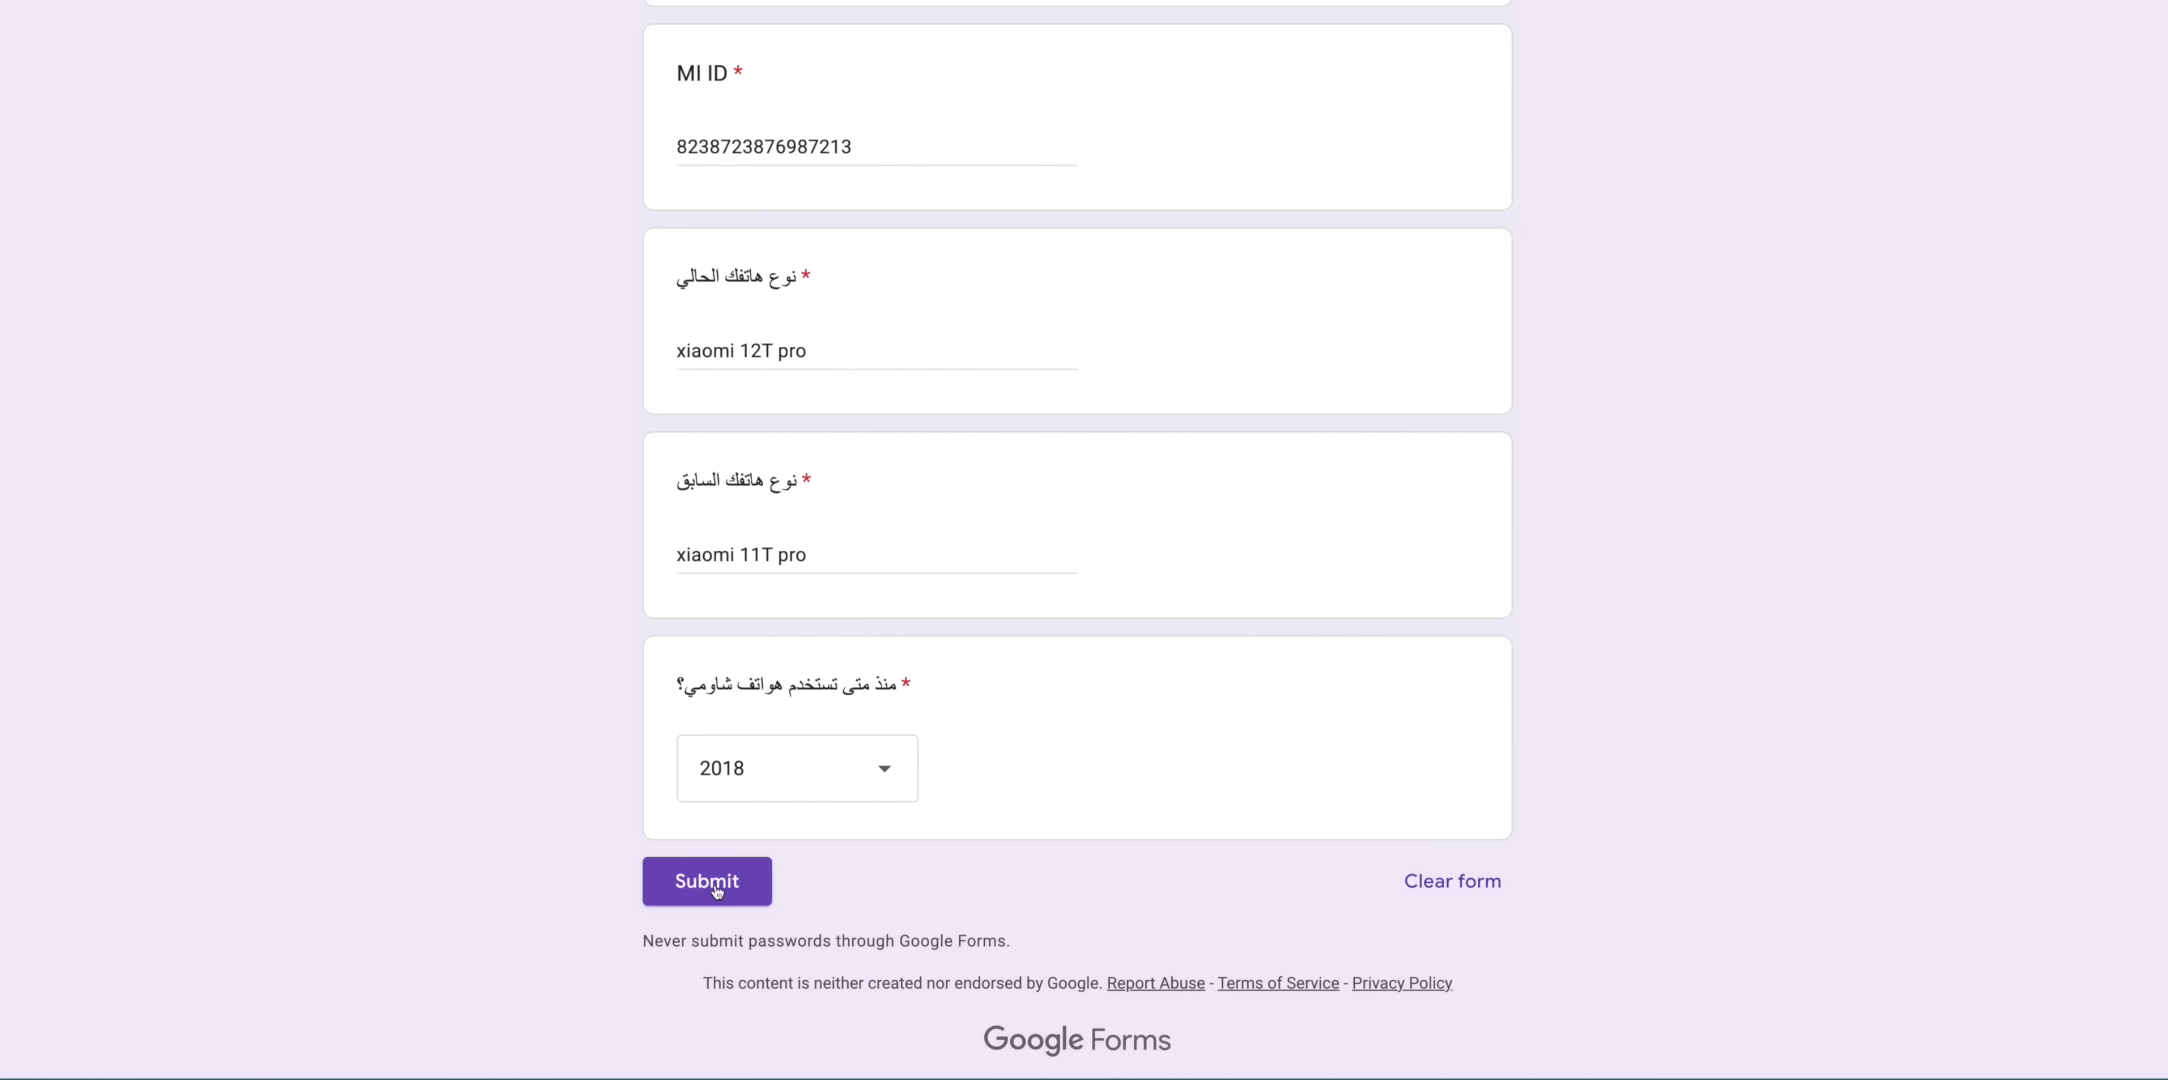 MI ID *
8238723876987213
نوع هاتفك الحالي *
xiaomi 12T pro
نوع هاتفك السابق *
xiaomi 11T pro
منذ متى تستخدم هواتف شاومي؟ *
2018
Submit
Clear form
Never submit passwords through Google Forms.
This content is neither created nor endorsed by Google. Report Abuse - Terms of Service - Privacy Policy
Google Forms